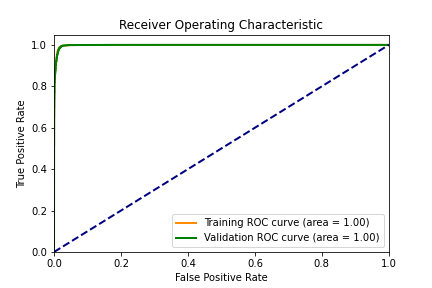 Receiver Operating Characteristic
1.0
0.8
0.6
0.4
0.2
0.0
True Positive Rate
Training ROC curve (area = 1.00)
Validation ROC curve (area = 1.00)
0.0 0.2 0.4 0.6 0.8 1.0
False Positive Rate